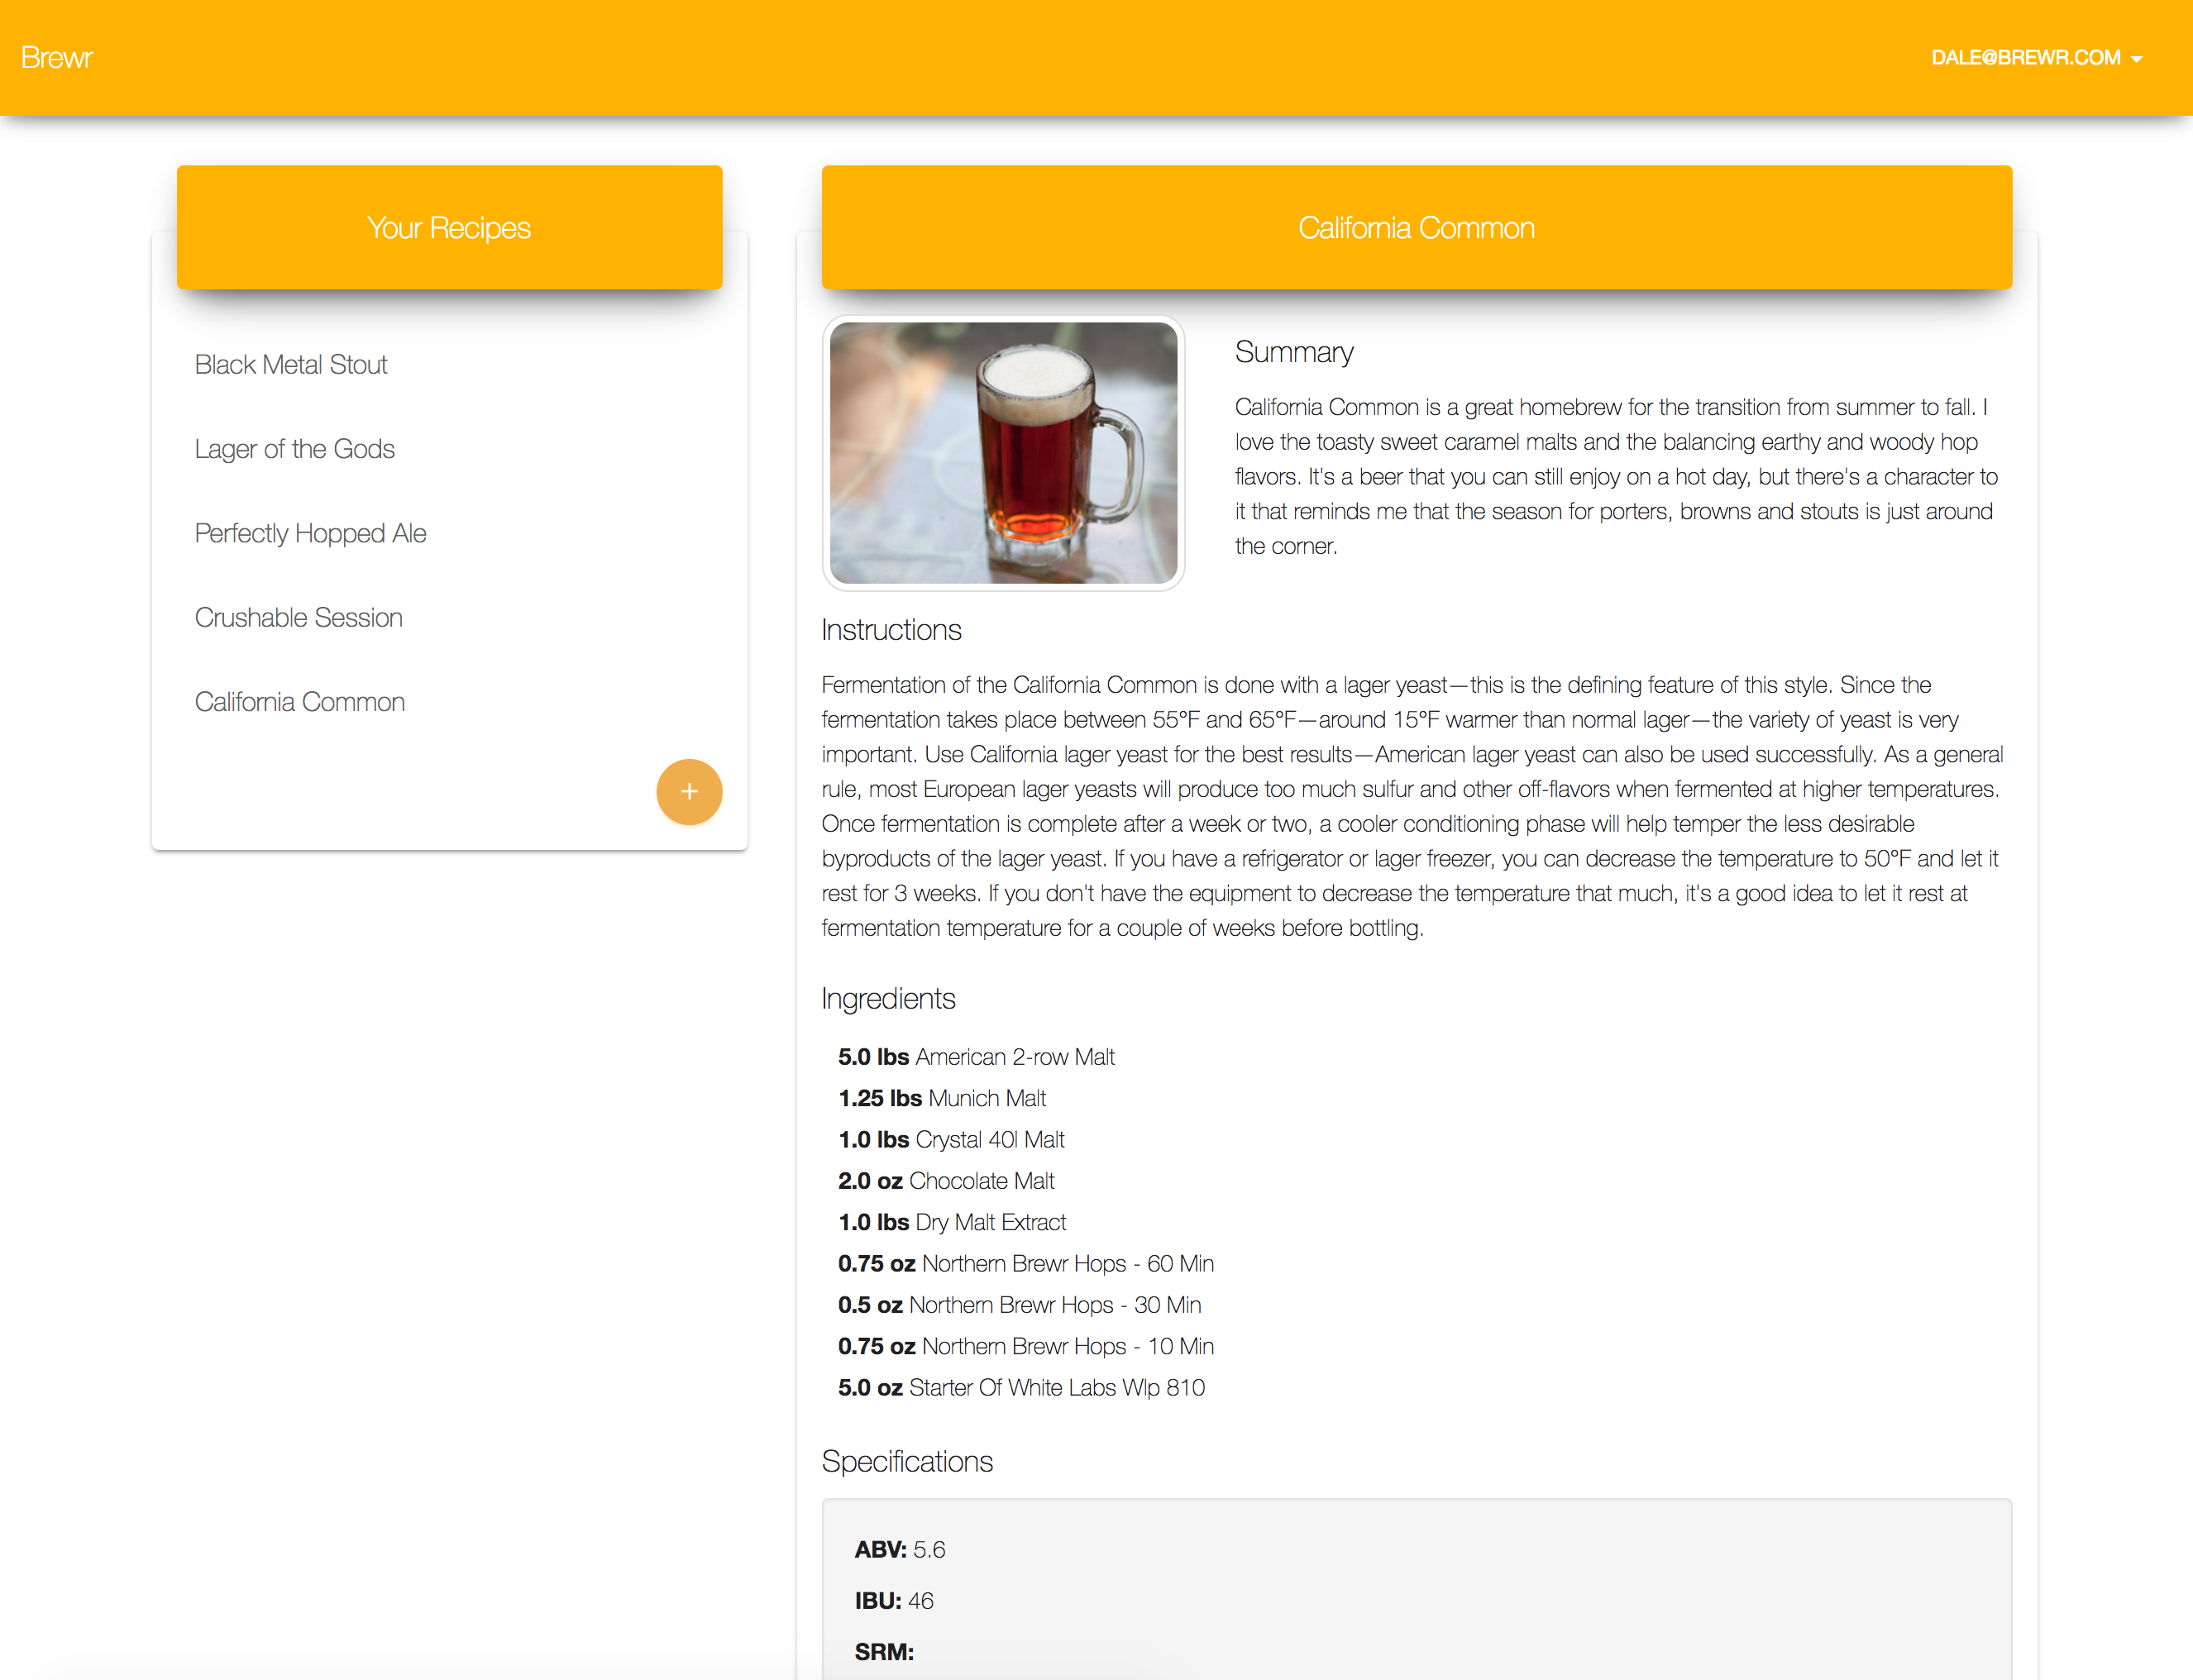 Brewr
DALE@BREWR.COM
Your Recipes
Black Metal Stout
Lager of the Gods
Perfectly Hopped Ale
Crushable Session
California Common
+
California Common
Summary
California Common is a great homebrew for the transition from summer to fall. I
love the toasty sweet caramel malts and the balancing earthy and woody hop
flavors. It's a beer that you can still enjoy on a hot day, but there's a character to
it that reminds me that the season for porters, browns and stouts is just around
the corner.
Instructions
Fermentation of the California Common is done with a lager yeast—this is the defining feature of this style. Since the
fermentation takes place between 55°F and 65°F—around 15°F warmer than normal lager—the variety of yeast is very
important. Use California lager yeast for the best results—American lager yeast can also be used successfully. As a general
rule, most European lager yeasts will produce too much sulfur and other off-flavors when fermented at higher temperatures.
Once fermentation is complete after a week or two, a cooler conditioning phase will help temper the less desirable
byproducts of the lager yeast. If you have a refrigerator or lager freezer, you can decrease the temperature to 50°F and let it
rest for 3 weeks. If you don't have the equipment to decrease the temperature that much, it's a good idea to let it rest at
fermentation temperature for a couple of weeks before bottling.
Ingredients
5.0 lbs American 2-row Malt
1.25 lbs Munich Malt
1.0 lbs Crystal 40l Malt
2.0 oz Chocolate Malt
1.0 lbs Dry Malt Extract
0.75 oz Northern Brewr Hops - 60 Min
0.5 oz Northern Brewr Hops - 30 Min
0.75 oz Northern Brewr Hops - 10 Min
5.0 oz Starter Of White Labs Wlp 810
Specifications
ABV: 5.6
IBU: 46
SRM: